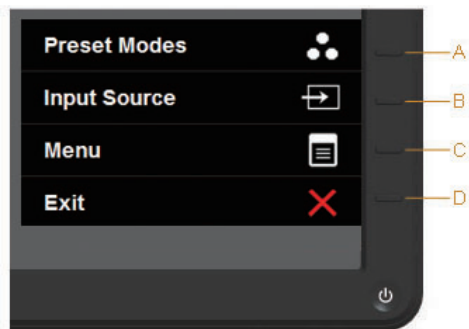 Preset Modes
A
Input Source
B
Menu
C
Exit
D